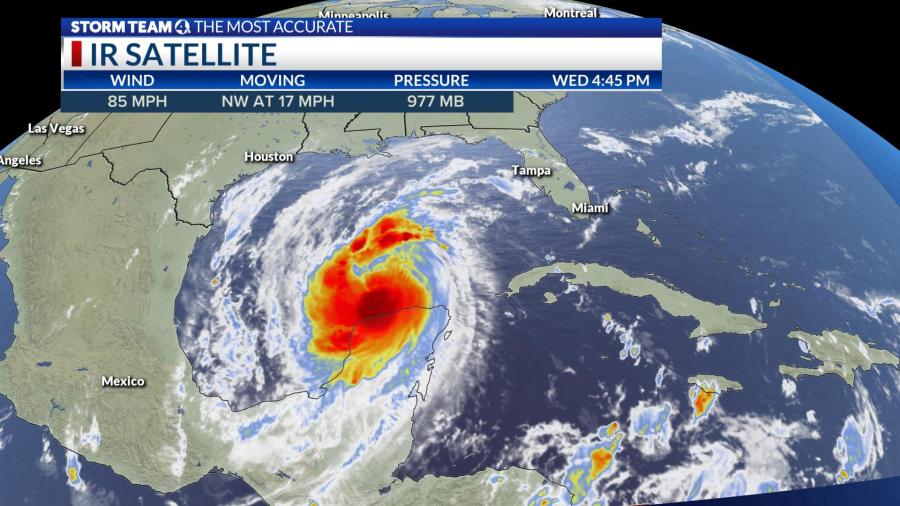 Minneapolis
Montreal
STORM TEAM 4 THE MOST ACCURATE
IR SATELLITE
WIND MOVING PRESSURE WED 4:45 PM
85 MPH NW AT 17 MPH 977 MB
Las Vegas
Angeles
Houston
Tampa
Miami
Mexico